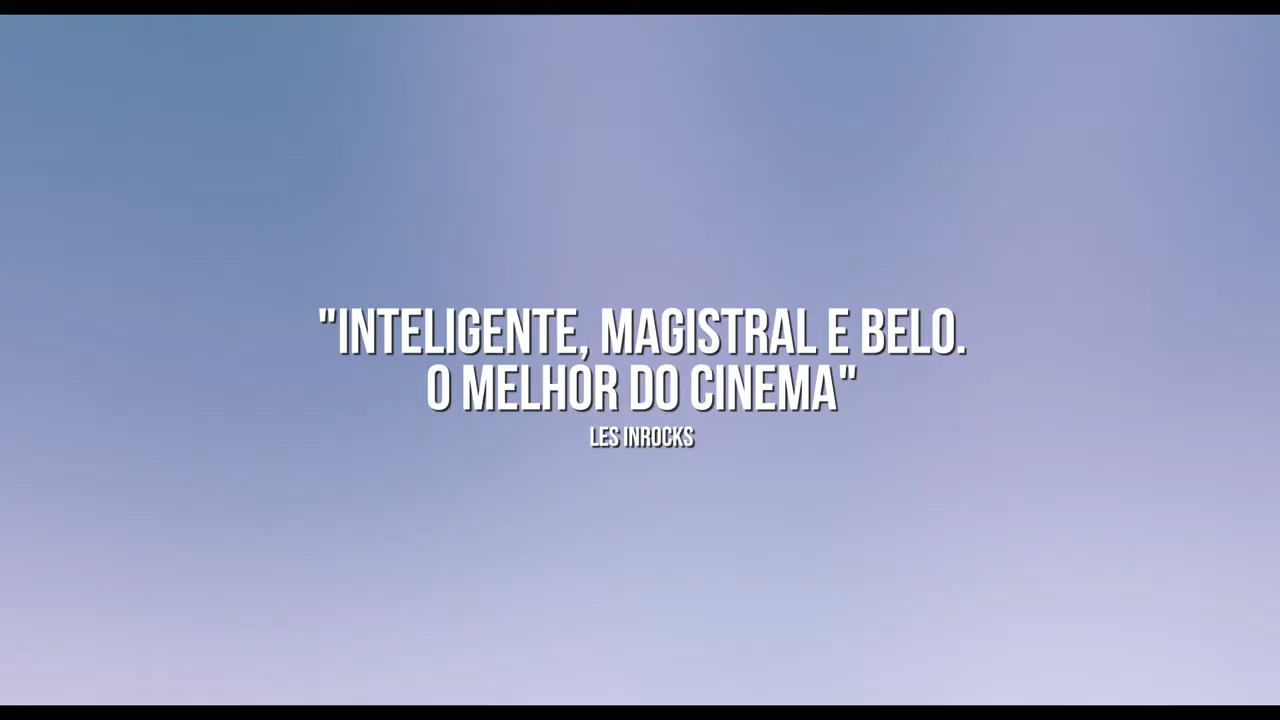 "INTELIGENTE, MAGISTRAL E BELO.
O MELHOR DO CINEMA"
LES INROCKS